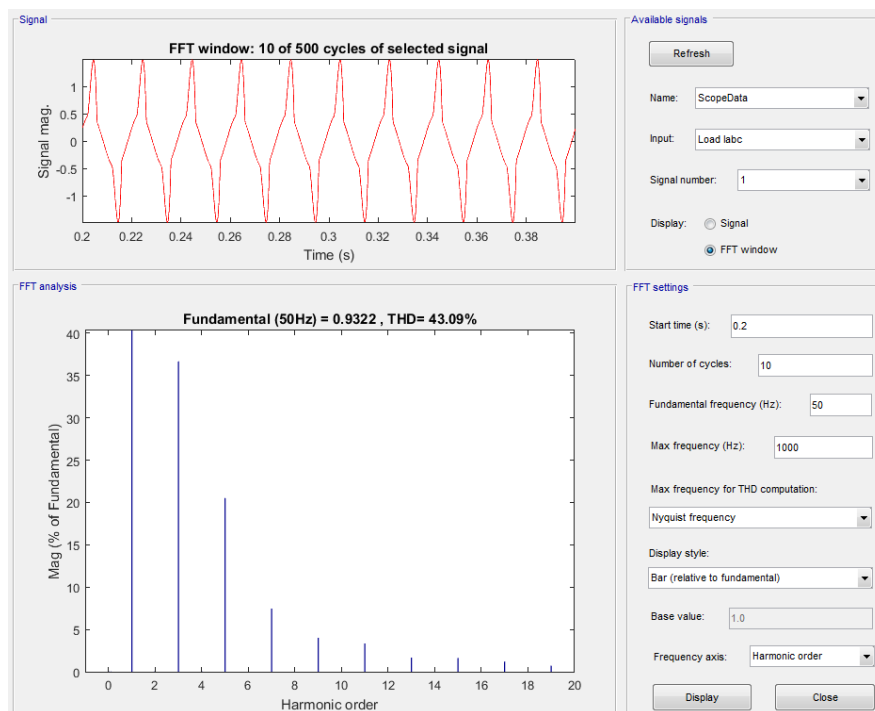 Signal
FFT window: 10 of 500 cycles of selected signal
1
0.5
0
-0.5
-1
Signal mag.
0.2 0.22 0.24 0.26 0.28 0.3 0.32 0.34 0.36 0.38
Time (s)
Available signals
Refresh
Name: ScopeData
Input: Load Iabc
Signal number: 1
Display: Signal
FFT window
FFT analysis
Fundamental (50Hz) = 0.9322 , THD= 43.09%
40
35
30
25
20
15
10
5
0
Mag (% of Fundamental)
0 2 4 6 8 10 12 14 16 18 20
Harmonic order
FFT settings
Start time (s): 0.2
Number of cycles: 10
Fundamental frequency (Hz): 50
Max frequency (Hz): 1000
Max frequency for THD computation:
Nyquist frequency
Display style:
Bar (relative to fundamental)
Base value: 1.0
Frequency axis: Harmonic order
Display Close